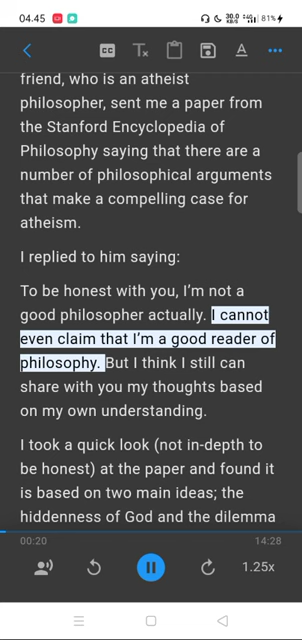 04.45
30.0
KB/S
81%
CC
T×
A
friend, who is an atheist
philosopher, sent me a paper from
the Stanford Encyclopedia of
Philosophy saying that there are a
number of philosophical arguments
that make a compelling case for
atheism.
I replied to him saying:
To be honest with you, I'm not a
good philosopher actually. I cannot
even claim that I'm a good reader of
philosophy. But I think I still can
share with you my thoughts based
on my own understanding.
I took a quick look (not in-depth to
be honest) at the paper and found it
is based on two main ideas; the
hiddenness of God and the dilemma
00:20
14:28
1.25x